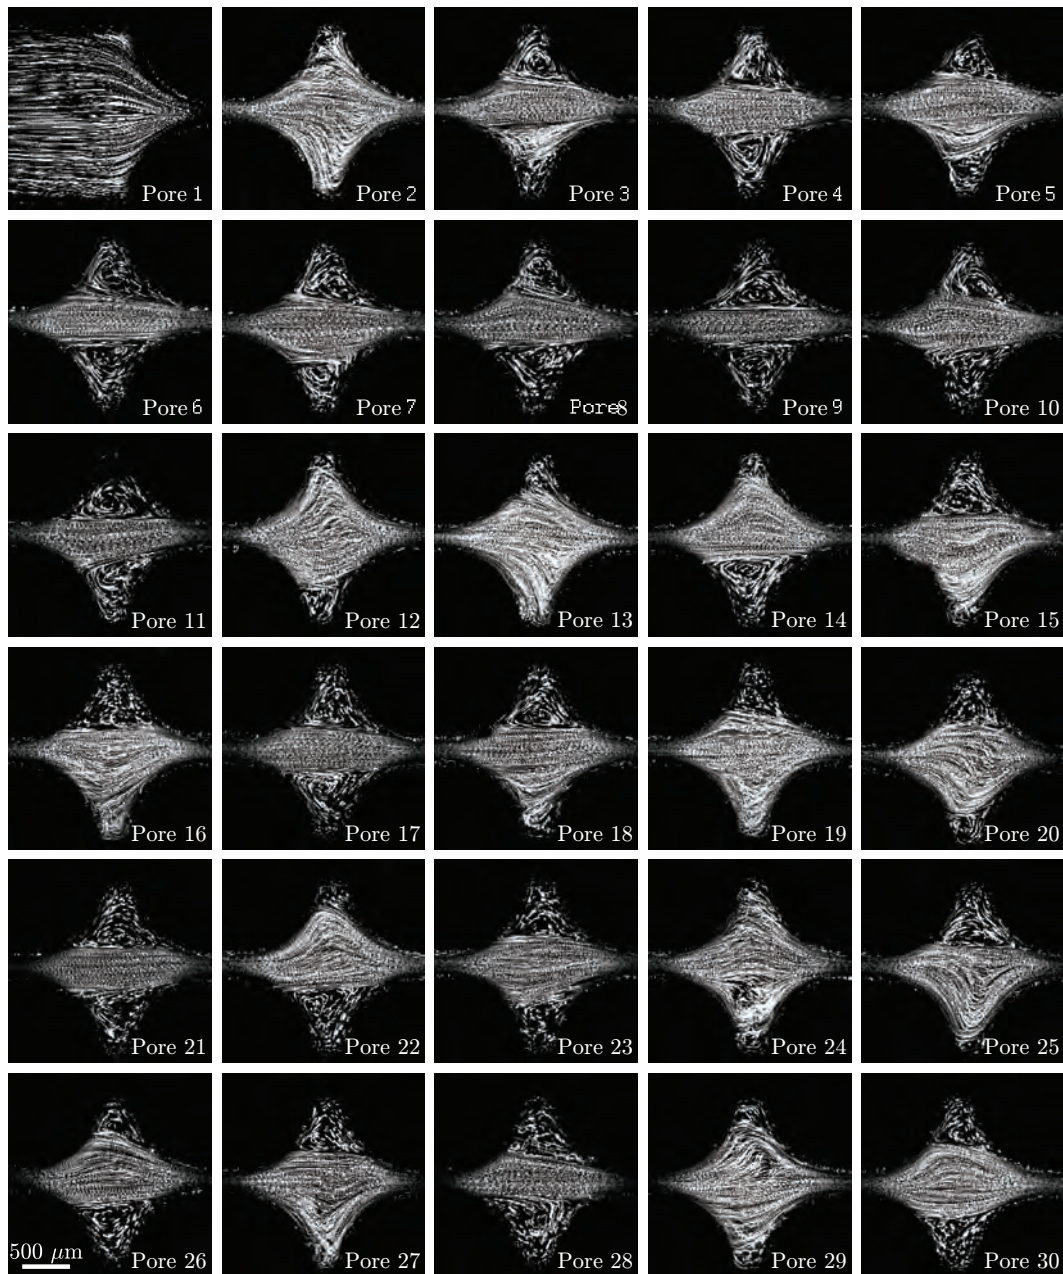 Pore 1
Pore 2
Pore 3
Pore 4
Pore 5
Pore 6
Pore 7
Pore 8
Pore 9
Pore 10
Pore 11
Pore 12
Pore 13
Pore 14
Pore 15
Pore 16
Pore 17
Pore 18
Pore 19
Pore 20
Pore 21
Pore 22
Pore 23
Pore 24
Pore 25
500 μm
Pore 26
Pore 27
Pore 28
Pore 29
Pore 30